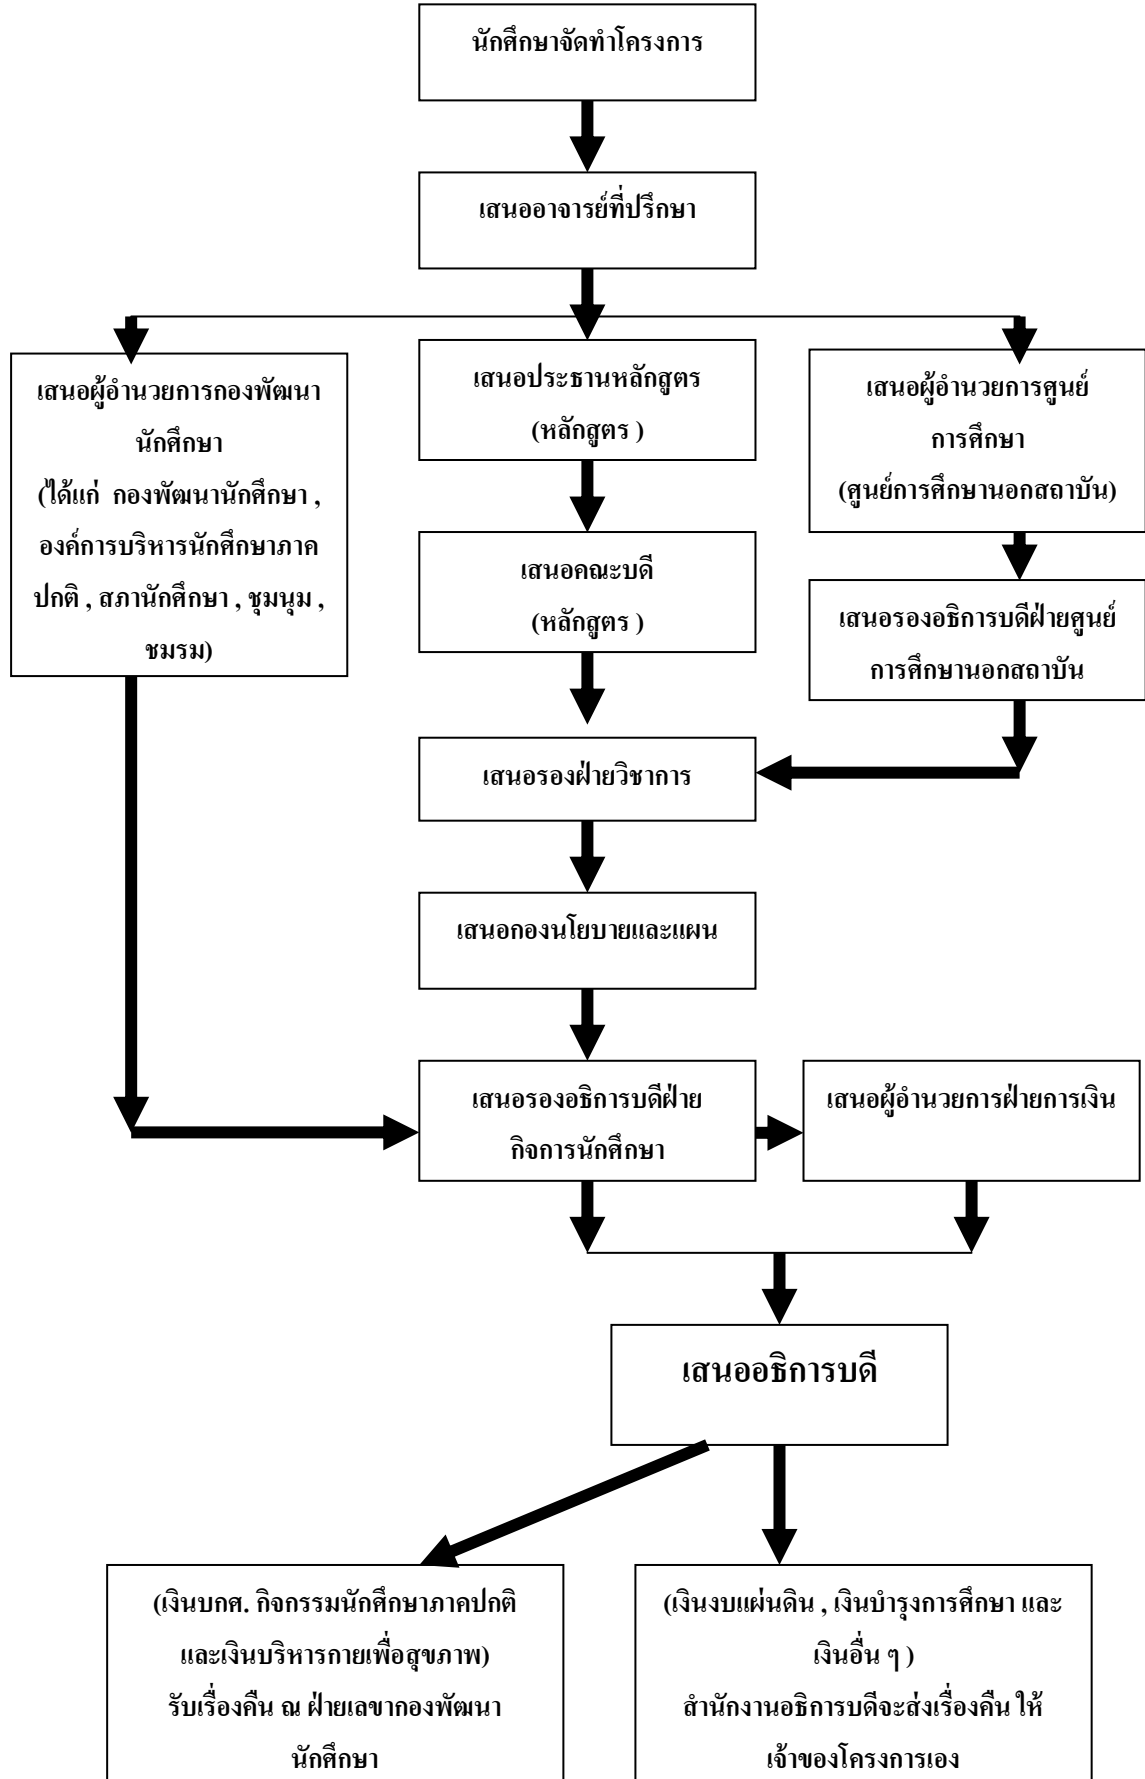 นักศึกษาจัดทำโครงการ
เสนออาจารย์ที่ปรึกษา
เสนอผู้อำนวยการกองพัฒนา
นักศึกษา
(ได้แก่ กองพัฒนานักศึกษา ,
องค์การบริหารนักศึกษาภาค
ปกติ , สภานักศึกษา , ชุมนุม ,
ชมรม)
เสนอประธานหลักสูตร
(หลักสูตร )
เสนอผู้อำนวยการศูนย์
การศึกษา
(ศูนย์การศึกษานอกสถาบัน)
เสนอคณะบดี
(หลักสูตร )
เสนอรองอธิการบดีฝ่ายศูนย์
การศึกษานอกสถาบัน
เสนอรองฝ่ายวิชาการ
เสนอกองนโยบายและแผน
เสนอรองอธิการบดีฝ่าย
กิจการนักศึกษา
เสนอผู้อำนวยการฝ่ายการเงิน
เสนออธิการบดี
(เงินบกศ. กิจกรรมนักศึกษาภาคปกติ
และเงินบริหารกายเพื่อสุขภาพ)
รับเรื่องคืน ณ ฝ่ายเลขากองพัฒนา
นักศึกษา
(เงินงบแผ่นดิน , เงินบำรุงการศึกษา และ
เงินอื่น ๆ )
สำนักงานอธิการบดีจะส่งเรื่องคืน ให้
เจ้าของโครงการเอง